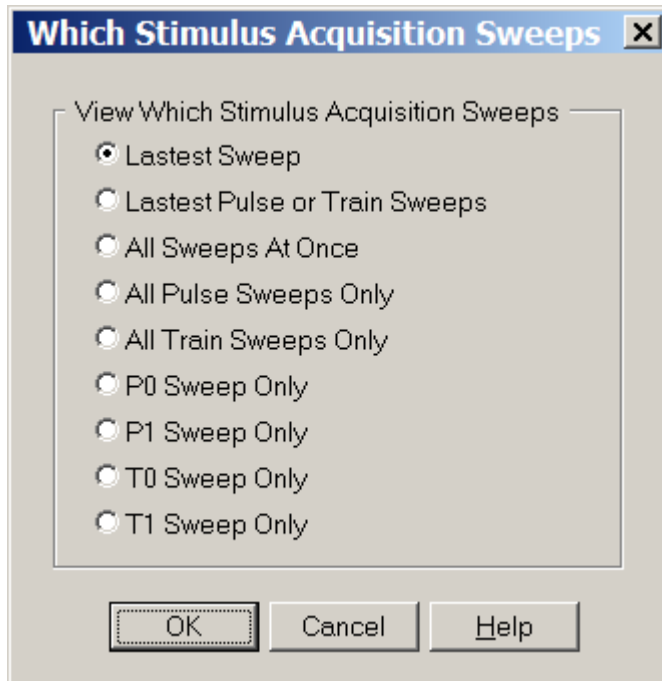 Which Stimulus Acquisition Sweeps
View Which Stimulus Acquisition Sweeps
Lastest Sweep
Lastest Pulse or Train Sweeps
All Sweeps At Once
All Pulse Sweeps Only
All Train Sweeps Only
P0 Sweep Only
P1 Sweep Only
T0 Sweep Only
T1 Sweep Only
OK Cancel Help